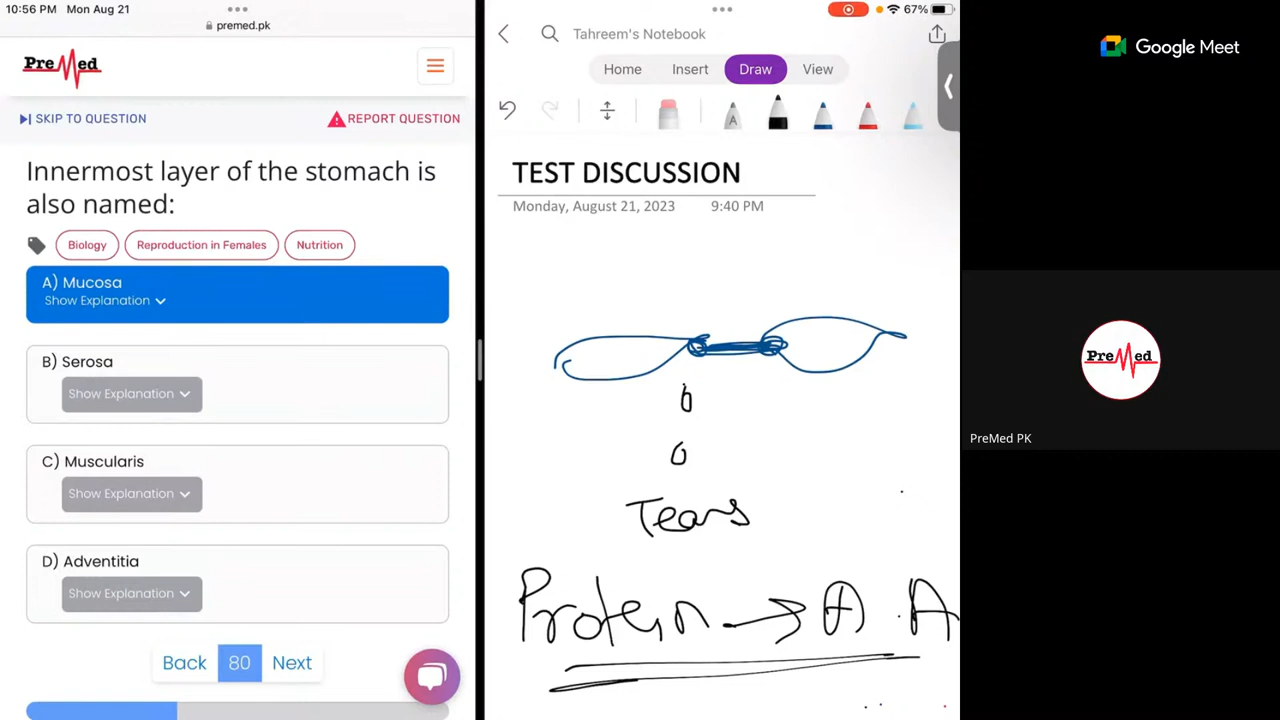 10:56 PM Mon Aug 21
premed.pk
PreMed
SKIP TO QUESTION
REPORT QUESTION
Innermost layer of the stomach is
also named:
Biology
Reproduction in Females
Nutrition
A) Mucosa
Show Explanation
B) Serosa
Show Explanation
C) Muscularis
Show Explanation
D) Adventitia
Show Explanation
Back
80
Next
67%
Tahreem's Notebook
Home
Insert
Draw
View
A
TEST DISCUSSION
Monday, August 21, 2023
9:40 PM
Tears
Protein → A . A
Google Meet
PreMed
PreMed PK